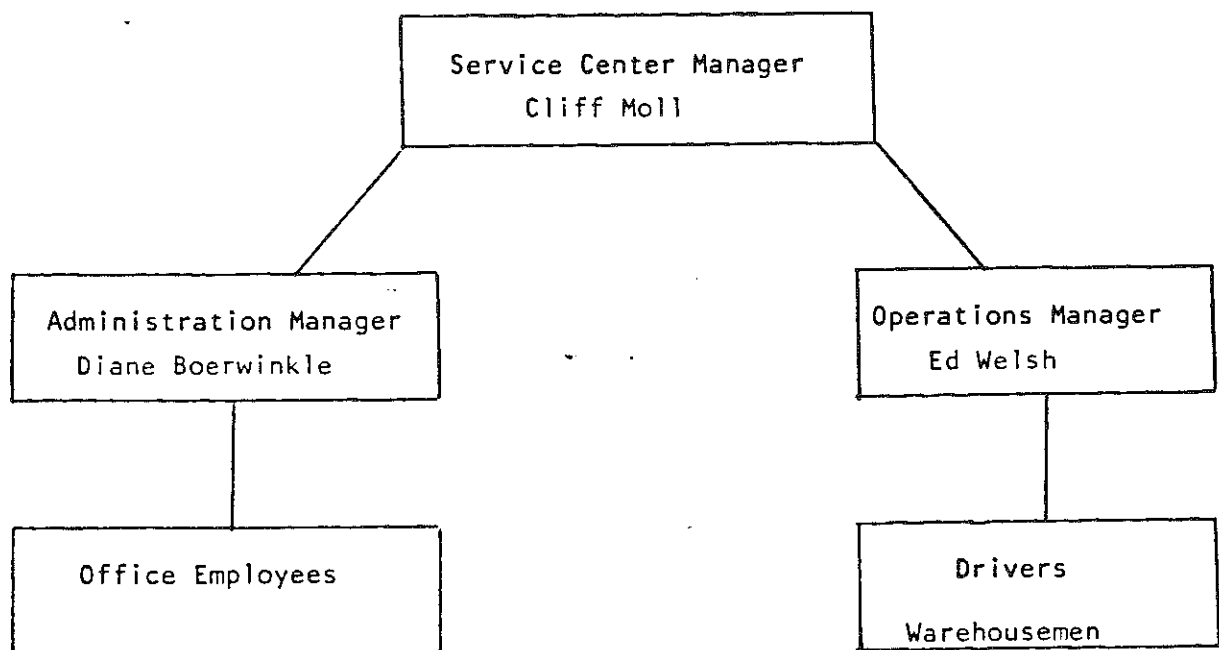 Service Center Manager
Cliff Moll
Administration Manager
Diane Boerwinkle
Operations Manager
Ed Welsh
Office Employees
Drivers
Warehousemen